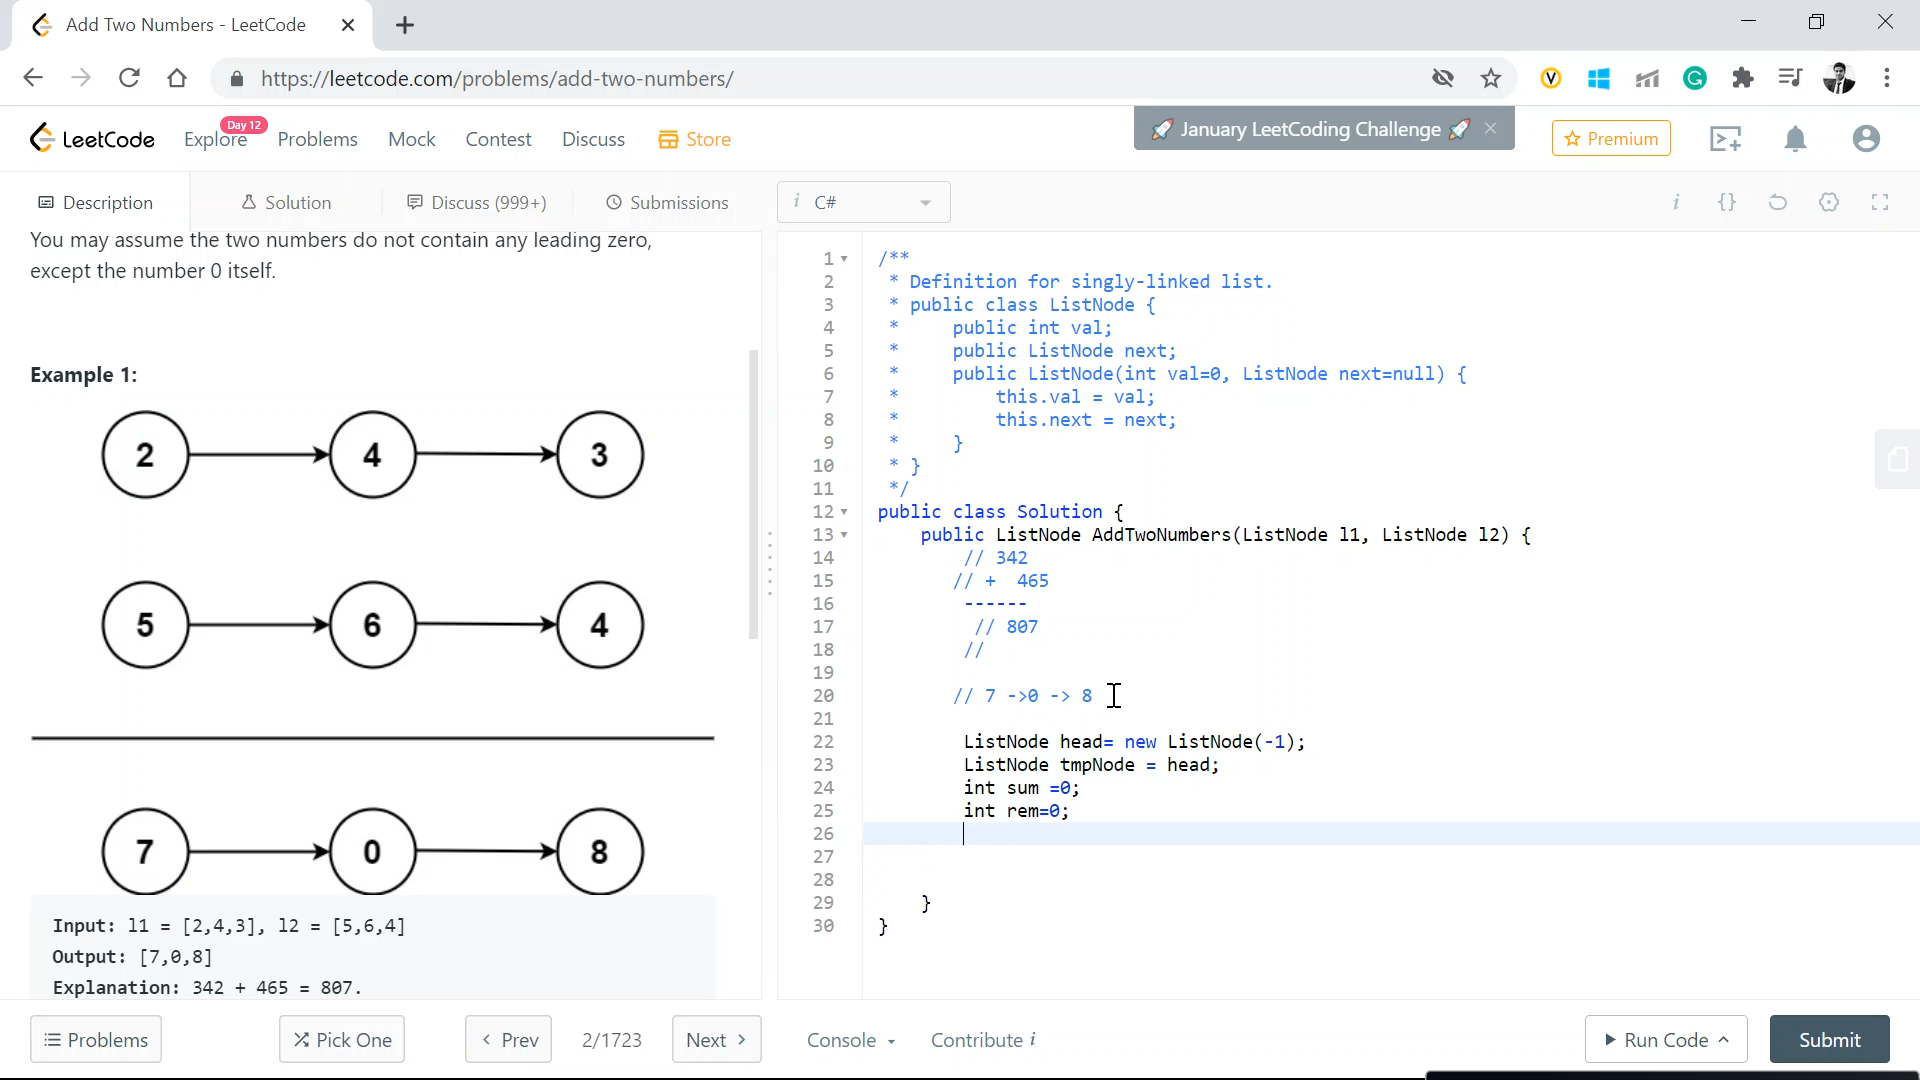 Add Two Numbers - LeetCode
https://leetcode.com/problems/add-two-numbers/
LeetCode
Explore
Day 12
Problems
Mock
Contest
Discuss
Store
🚀 January LeetCoding Challenge 🚀
Premium
Description
Solution
Discuss (999+)
Submissions
i C#
You may assume the two numbers do not contain any leading zero,
except the number 0 itself.
Example 1:
2 4 3
5 6 4
7 0 8
Input: l1 = [2,4,3], l2 = [5,6,4]
Output: [7,0,8]
Explanation: 342 + 465 = 807.
1 /**
2 * Definition for singly-linked list.
3 * public class ListNode {
4 *     public int val;
5 *     public ListNode next;
6 *     public ListNode(int val=0, ListNode next=null) {
7 *         this.val = val;
8 *         this.next = next;
9 *     }
10 * }
11 */
12 public class Solution {
13     public ListNode AddTwoNumbers(ListNode l1, ListNode l2) {
14         // 342
15        // +  465
16         ------
17          // 807
18         //
19
20        // 7 ->0 -> 8
21
22         ListNode head= new ListNode(-1);
23         ListNode tmpNode = head;
24         int sum =0;
25         int rem=0;
26
27
28
29     }
30 }
Problems
Pick One
Prev
2/1723
Next
Console
Contribute i
Run Code
Submit